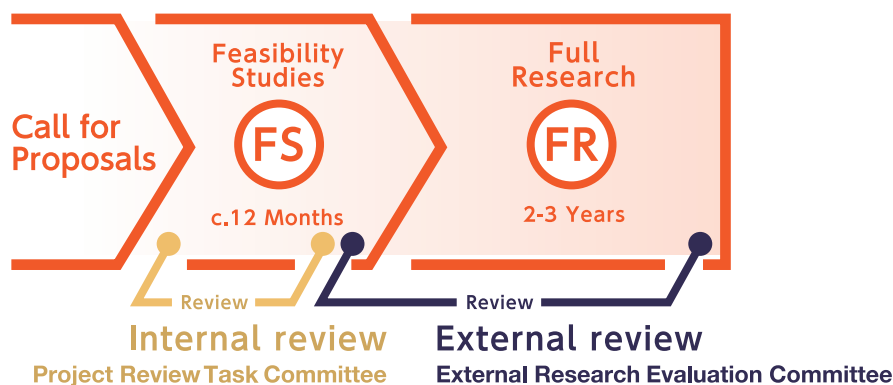 Call for
Proposals
Feasibility
Studies
FS
c.12 Months
Full
Research
FR
2-3 Years
Review
Internal review
Project Review Task Committee
Review
External review
External Research Evaluation Committee